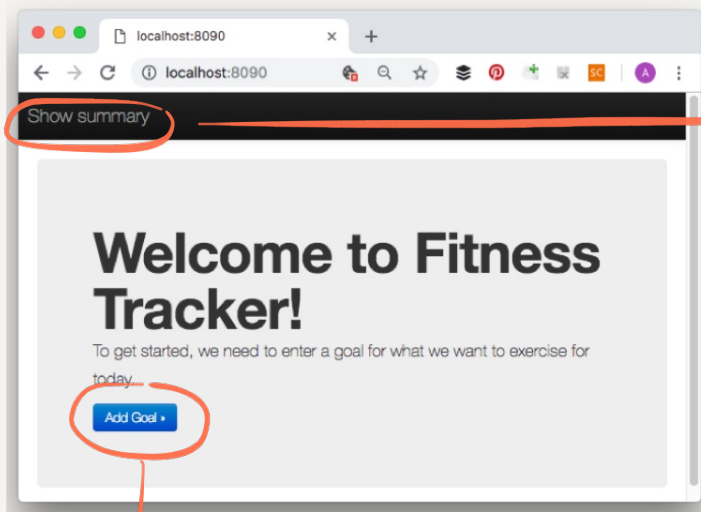 localhost:8090
localhost:8090
SC
A
Show summary
Welcome to Fitness
Tracker!
To get started, we need to enter a goal for what we want to exercise for
today.
Add Goal »